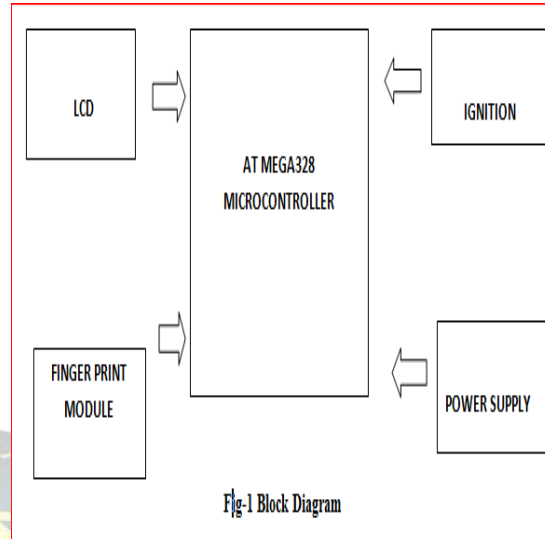 LCD
AT MEGA328
MICROCONTROLLER
IGNITION
FINGER PRINT
MODULE
POWER SUPPLY
Fig-1 Block Diagram